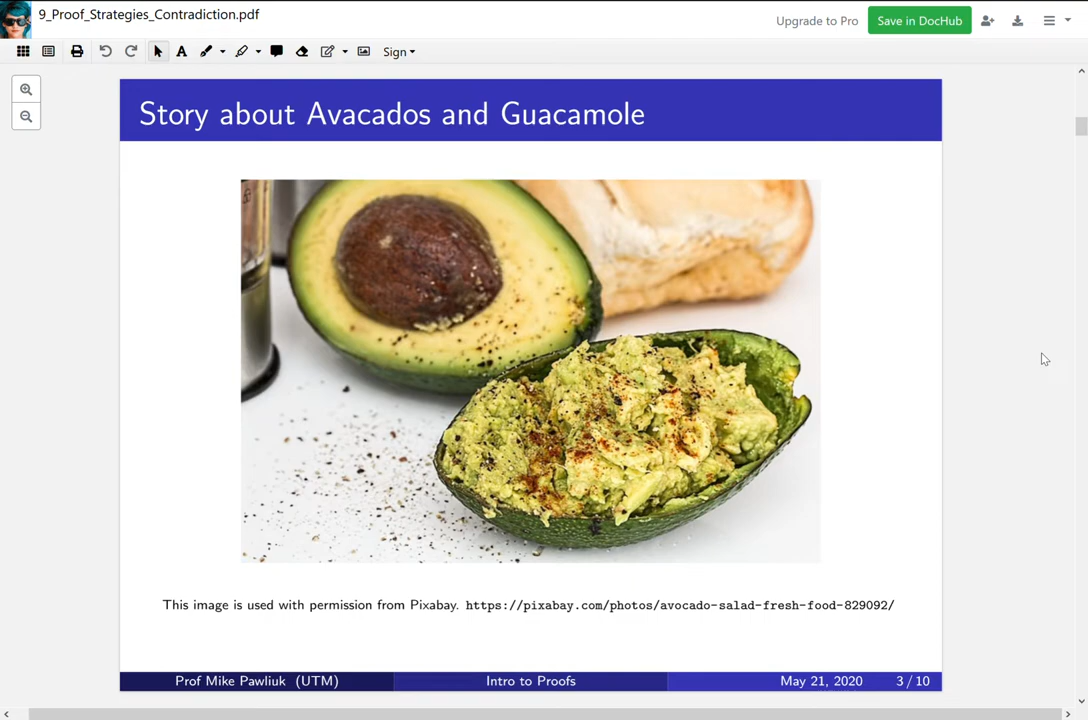 9_Proof_Strategies_Contradiction.pdf
Upgrade to Pro
Save in DocHub
A
Sign
Story about Avacados and Guacamole
This image is used with permission from Pixabay. https://pixabay.com/photos/avocado-salad-fresh-food-829092/
Prof Mike Pawliuk (UTM) Intro to Proofs May 21, 2020 3 / 10